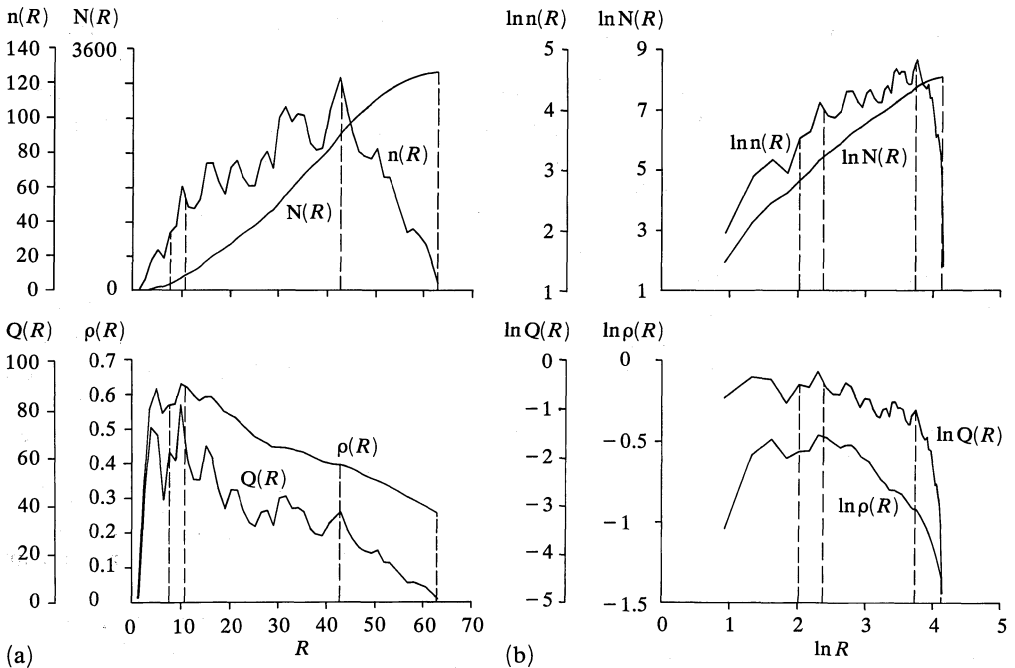 n(R) N(R)
140 3600
120
100
80
60
40
20
0 0
n(R)
N(R)
ln n(R) ln N(R)
5 9
4 7
3 5
2 3
1 1
ln n(R)
ln N(R)
Q(R) ρ(R)
100 0.7
0.6
80
0.5
60
0.4
40
0.3
0.2
20
0.1
0 0
ρ(R)
Q(R)
0 10 20 30 40 50 60 70
R
(a)
ln Q(R) ln ρ(R)
0 0
−1
−2 −0.5
−3
−4 −1
−5 −1.5
ln Q(R)
ln ρ(R)
0 1 2 3 4 5
ln R
(b)